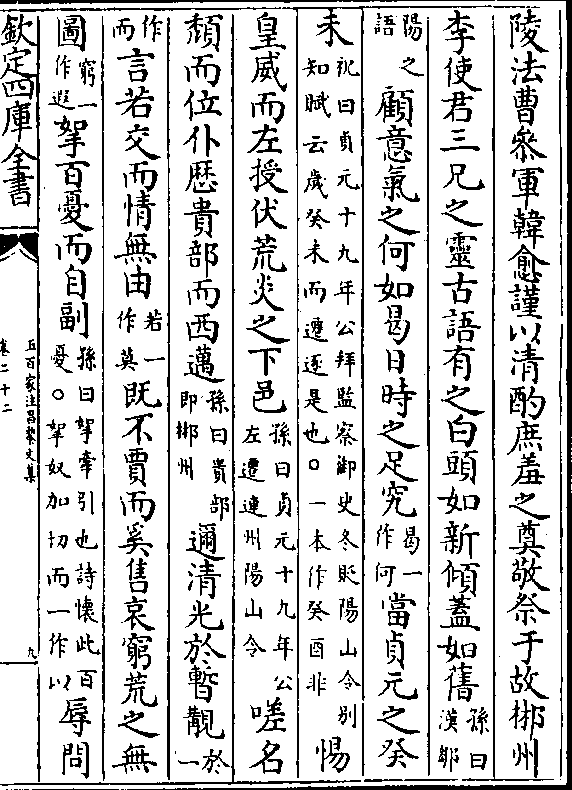 陵法曹參軍韓愈謹以清酌庶羞之奠敬祭于故郴州
李使君三兄之靈古語有之白頭如新傾蓋如舊孫曰漢鄒
陽之語顧意氣之何如曷日時之足究曷一作何當貞元之癸
未祝曰貞元十九年公拜監察御史冬貶陽山令别知賦云歲癸未而遷逐是也○一本作癸酉非惕
皇威而左授伏荒炎之下邑孫曰貞元十九年公左遷連州陽山令嗟名
頽而位仆歴貴部而西邁孫曰貴部即郴州邇清光於暫覯於一
作而言若交而情無由若一作莫既不賈而奚售哀窮荒之無
圖窮一作遐挐百憂而自副孫曰挐牽引也詩懷此百憂○挐奴加切而一作以辱問
欽定四庫全書
五百家注昌黎文集
卷二十二
九